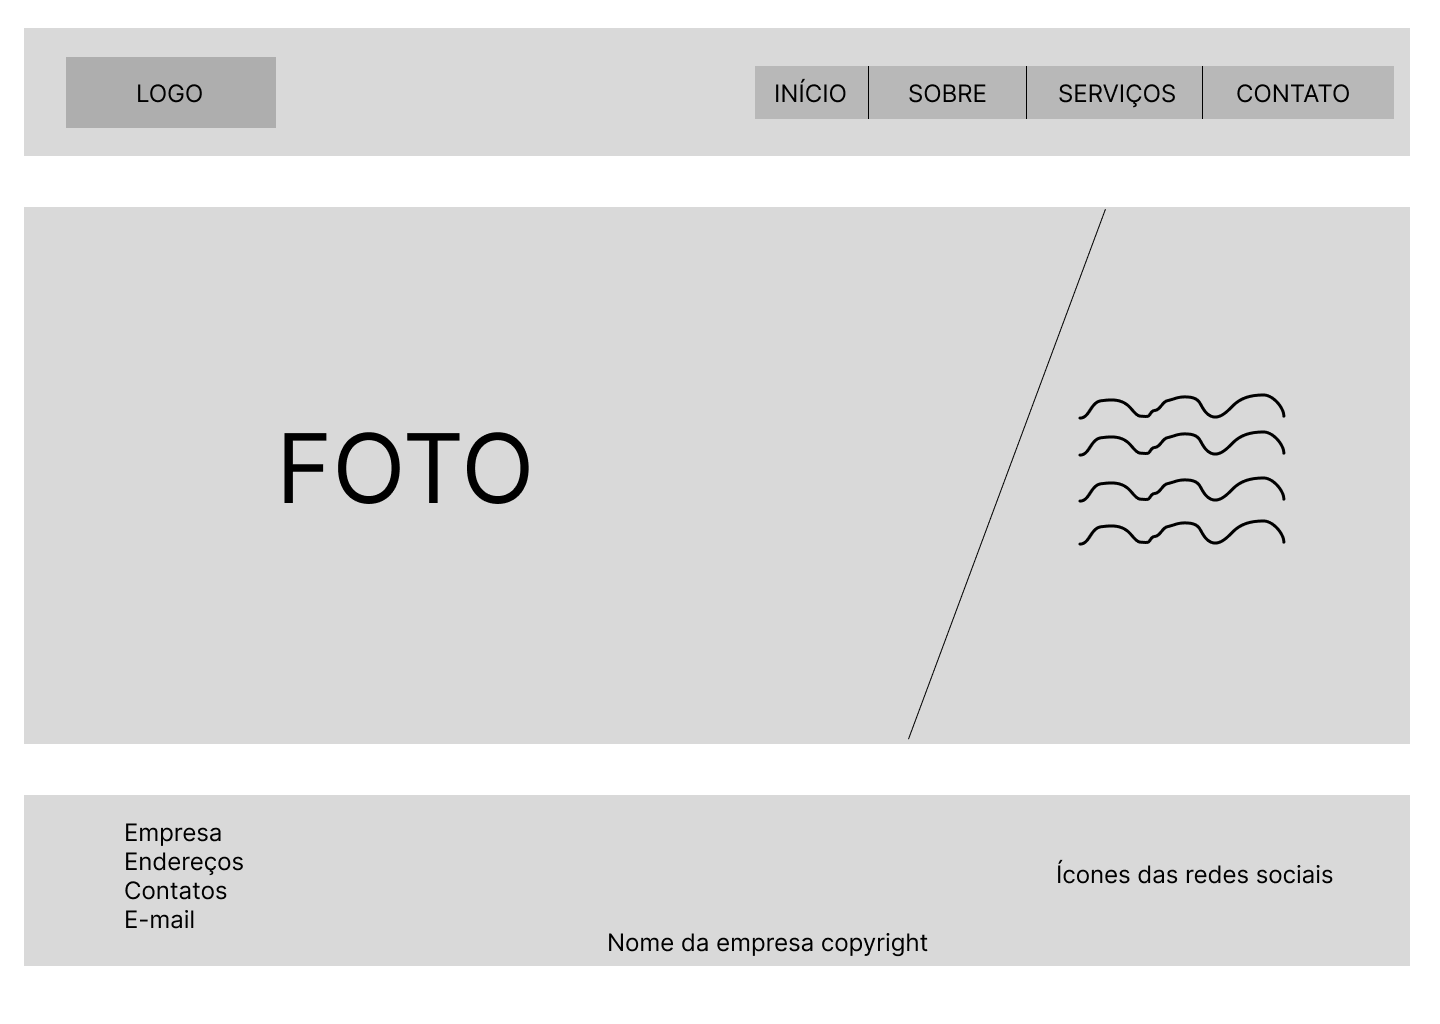 LOGO
INÍCIO
SOBRE
SERVIÇOS
CONTATO
FOTO
Empresa
Endereços
Contatos
E-mail
Ícones das redes sociais
Nome da empresa copyright